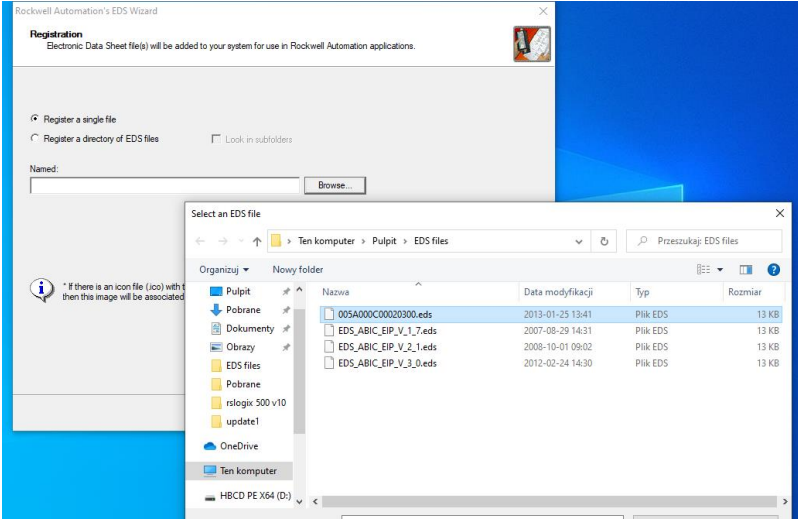 Rockwell Automation's EDS Wizard
Registration
Electronic Data Sheet file(s) will be added to your system for use in Rockwell Automation applications.
Register a single file
Register a directory of EDS files
Look in subfolders
Named:
Browse...
* If there is an icon file (.ico) with t
then this image will be associated
Select an EDS file
Ten komputer > Pulpit > EDS files
Przeszukaj: EDS files
Organizuj
Nowy folder
Nazwa
Data modyfikacji
Typ
Rozmiar
005A000C00020300.eds 2013-01-25 13:41 Plik EDS 13 KB
EDS_ABIC_EIP_V_1_7.eds 2007-08-29 14:31 Plik EDS 13 KB
EDS_ABIC_EIP_V_2_1.eds 2008-10-01 09:02 Plik EDS 13 KB
EDS_ABIC_EIP_V_3_0.eds 2012-02-24 14:30 Plik EDS 13 KB
Pulpit
Pobrane
Dokumenty
Obrazy
EDS files
Pobrane
rslogix 500 v10
update1
OneDrive
Ten komputer
HBCD PE X64 (D:)